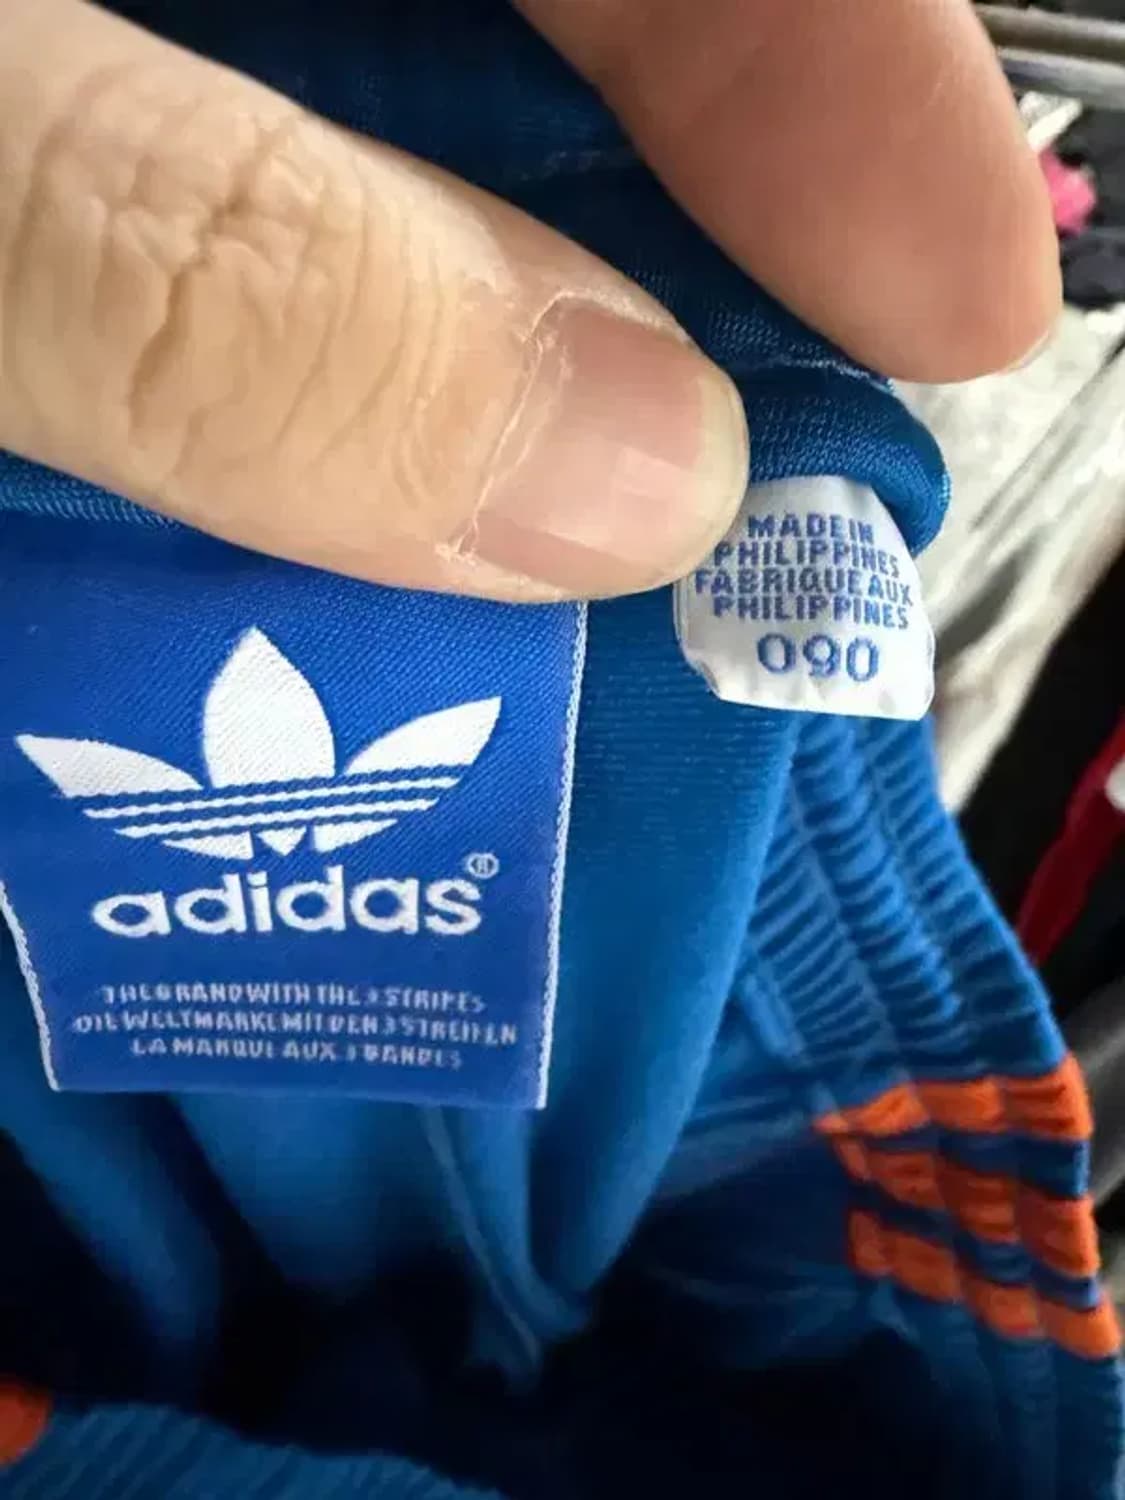 adidas®
THE BRAND WITH THE 3 STRIPES
DIE WELTMARKE MIT DEN 3 STREIFEN
LA MARQUE AUX 3 BANDES
MADE IN
PHILIPPINES
FABRIQUE AUX
PHILIPPINES
090